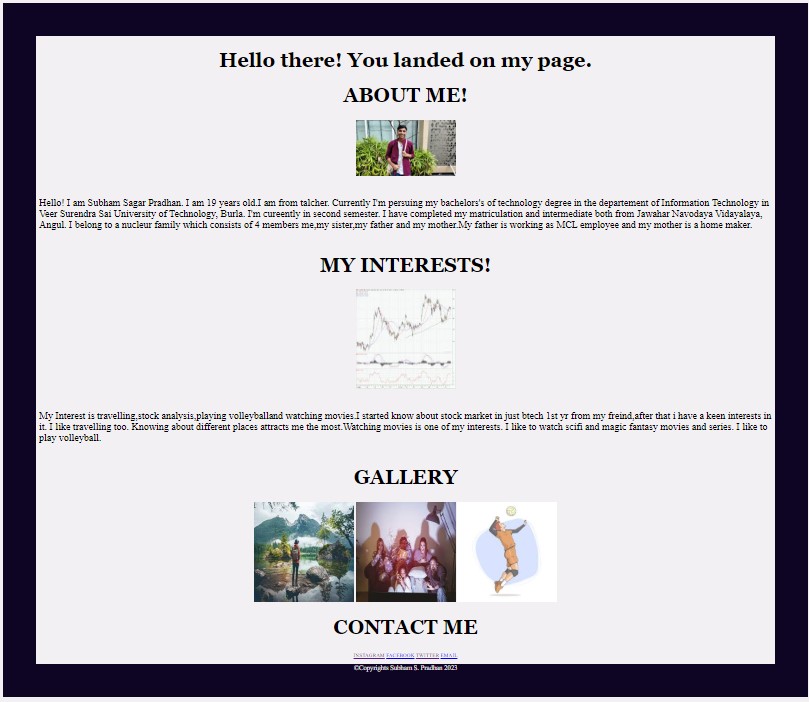 Hello there! You landed on my page.
ABOUT ME!
Hello! I am Subham Sagar Pradhan. I am 19 years old.I am from talcher. Currently I'm persuing my bachelors's of technology degree in the departement of Information Technology in
Veer Surendra Sai University of Technology, Burla. I'm cureently in second semester. I have completed my matriculation and intermediate both from Jawahar Navodaya Vidayalaya,
Angul. I belong to a nucleur family which consists of 4 members me,my sister,my father and my mother.My father is working as MCL employee and my mother is a home maker.
MY INTERESTS!
My Interest is travelling,stock analysis,playing volleyballand watching movies.I started know about stock market in just btech 1st yr from my freind,after that i have a keen interests in
it. I like travelling too. Knowing about different places attracts me the most.Watching movies is one of my interests. I like to watch scifi and magic fantasy movies and series. I like to
play volleyball.
GALLERY
CONTACT ME
INSTAGRAM FACEBOOK TWITTER EMAIL
©Copyrights Subham S. Pradhan 2023